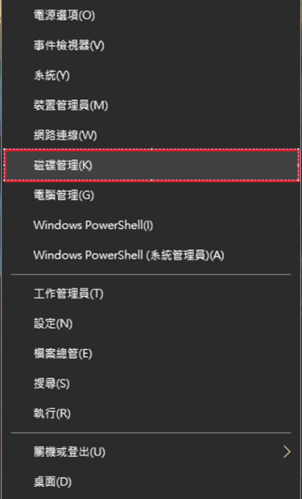 電源選項(O)
事件檢視器(V)
系統(Y)
裝置管理員(M)
網路連線(W)
磁碟管理(K)
電腦管理(G)
Windows PowerShell(I)
Windows PowerShell (系統管理員)(A)
工作管理員(T)
設定(N)
檔案總管(E)
搜尋(S)
執行(R)
關機或登出(U)
桌面(D)